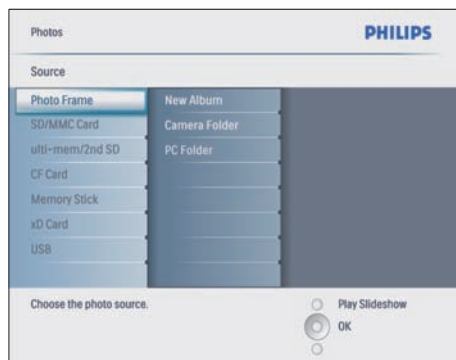 Photos
PHILIPS
Source
Photo Frame
New Album
SD/MMC Card
Camera Folder
ulti-mem/2nd SD
PC Folder
CF Card
Memory Stick
xD Card
USB
Choose the photo source.
Play Slideshow
OK